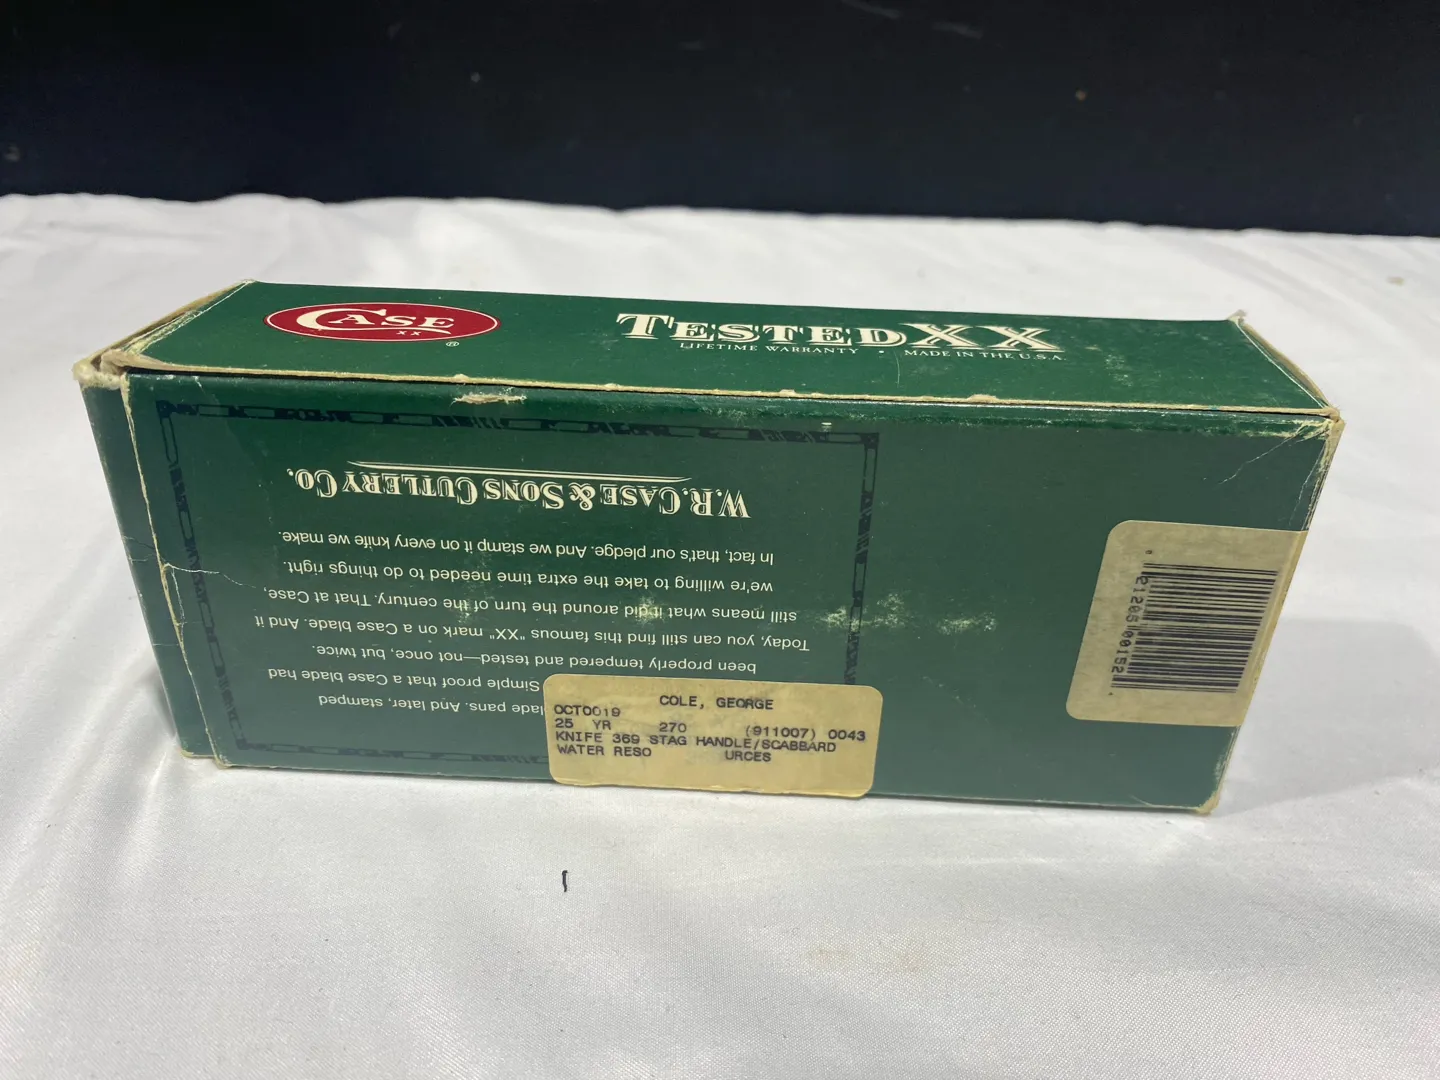 CASE
XX
®
TESTED XX
LIFETIME WARRANTY • MADE IN THE U.S.A.
lade pans. And later, stamped
Simple proof that a Case blade had
been properly tempered and tested—not once, but twice.
Today, you can still find this famous "XX" mark on a Case blade. And it
still means what it did around the turn of the century. That at Case,
we're willing to take the extra time needed to do things right.
In fact, that's our pledge. And we stamp it on every knife we make.
W.R. CASE & SONS CUTLERY CO.
COLE, GEORGE
OCT0019
25 YR 270 (911007) 0043
KNIFE 369 STAG HANDLE/SCABBARD
WATER RESO URCES
*2120500152*